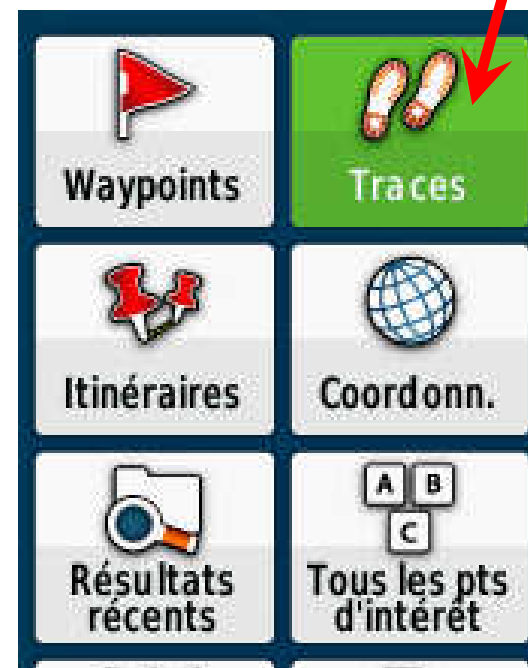 Waypoints
Traces
Itinéraires
Coordonn.
Résultats
récents
A B
C
Tous les pts
d'intérêt